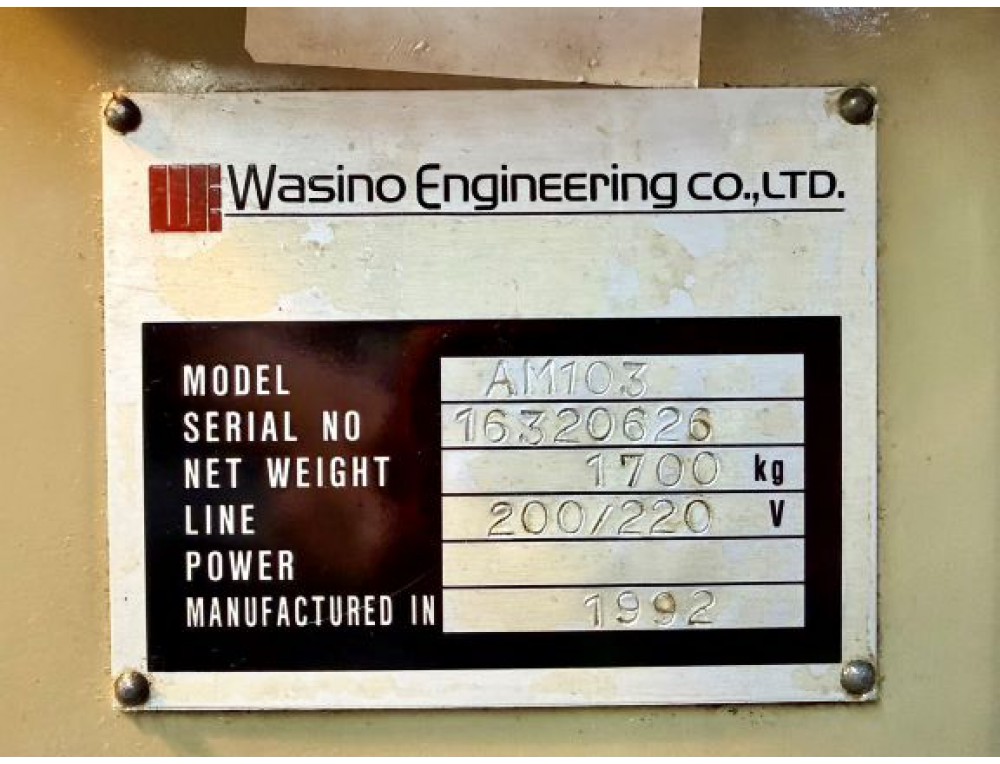 Wasino Engineering CO.,LTD.
MODEL AM103
SERIAL NO 16320626
NET WEIGHT 1700 kg
LINE 200/220 V
POWER
MANUFACTURED IN 1992